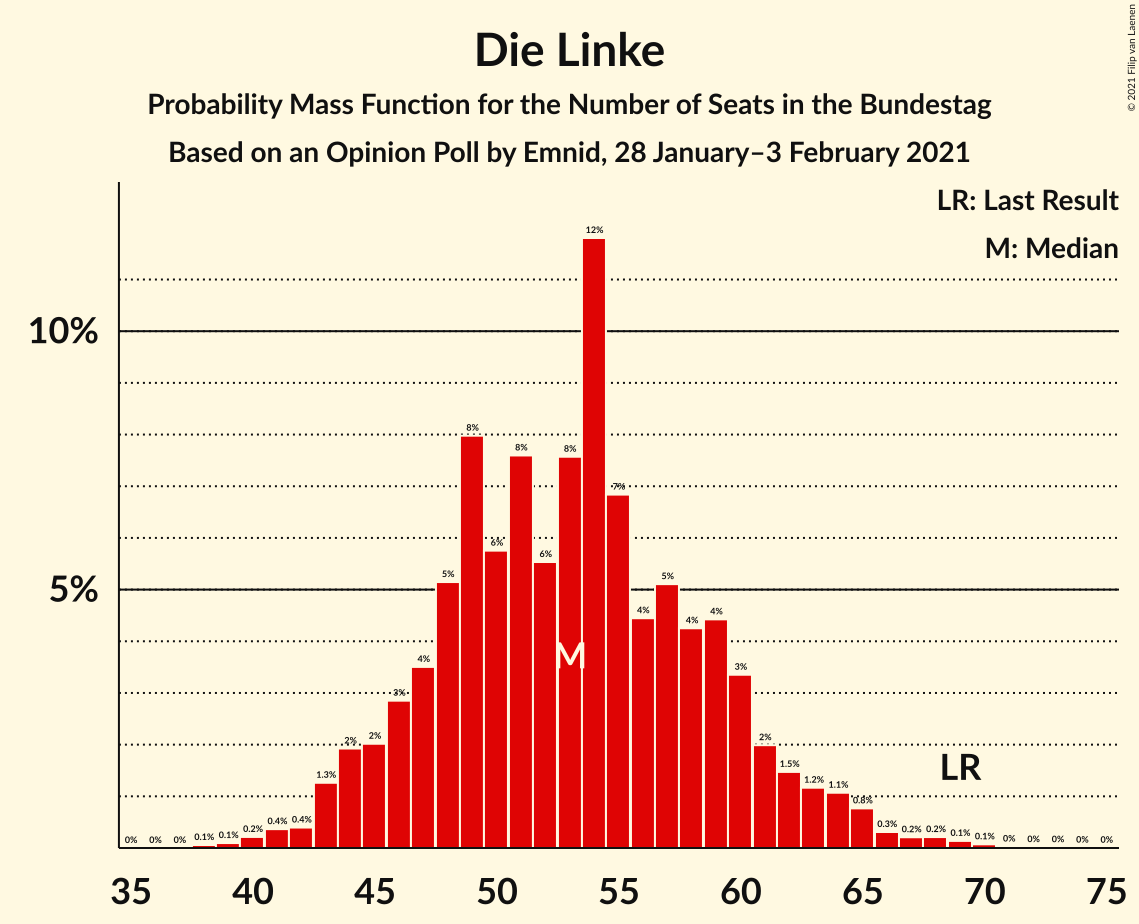 © 2021 Filip van Laenen
Die Linke
Probability Mass Function for the Number of Seats in the Bundestag
Based on an Opinion Poll by Emnid, 28 January–3 February 2021
LR: Last Result
M: Median
10%
5%
0% 0% 0% 0.1% 0.1% 0.2% 0.4% 0.4% 1.3% 2% 2% 3% 4% 5% 8% 6% 8% 6% 8% 12% 7% 4% 5% 4% 4% 3% 2% 1.5% 1.2% 1.1% 0.8% 0.3% 0.2% 0.2% 0.1% 0.1% 0% 0% 0% 0% 0%
M
LR
35 40 45 50 55 60 65 70 75